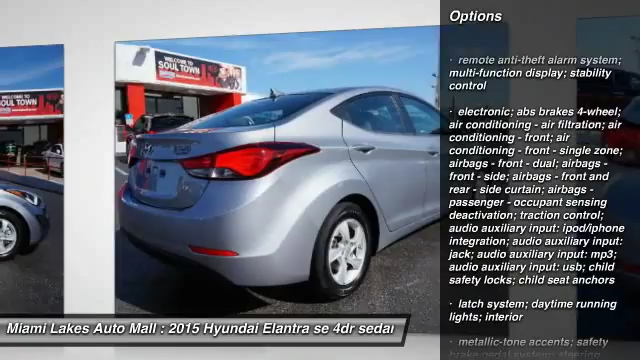 Options
· remote anti-theft alarm system;
multi-function display; stability
control
· electronic; abs brakes 4-wheel;
air conditioning - air filtration; air
conditioning - front; air
conditioning - front - single zone;
airbags - front - dual; airbags -
front - side; airbags - front and
rear - side curtain; airbags -
passenger - occupant sensing
deactivation; traction control;
audio auxiliary input: ipod/iphone
integration; audio auxiliary input:
jack; audio auxiliary input: mp3;
audio auxiliary input: usb; child
safety locks; child seat anchors
· latch system; daytime running
lights; interior
· metallic-tone accents; safety
WELCOME TO
SOUL TOWN
SOUL TOWN
Miami Lakes Auto Mall : 2015 Hyundai Elantra se 4dr sedan